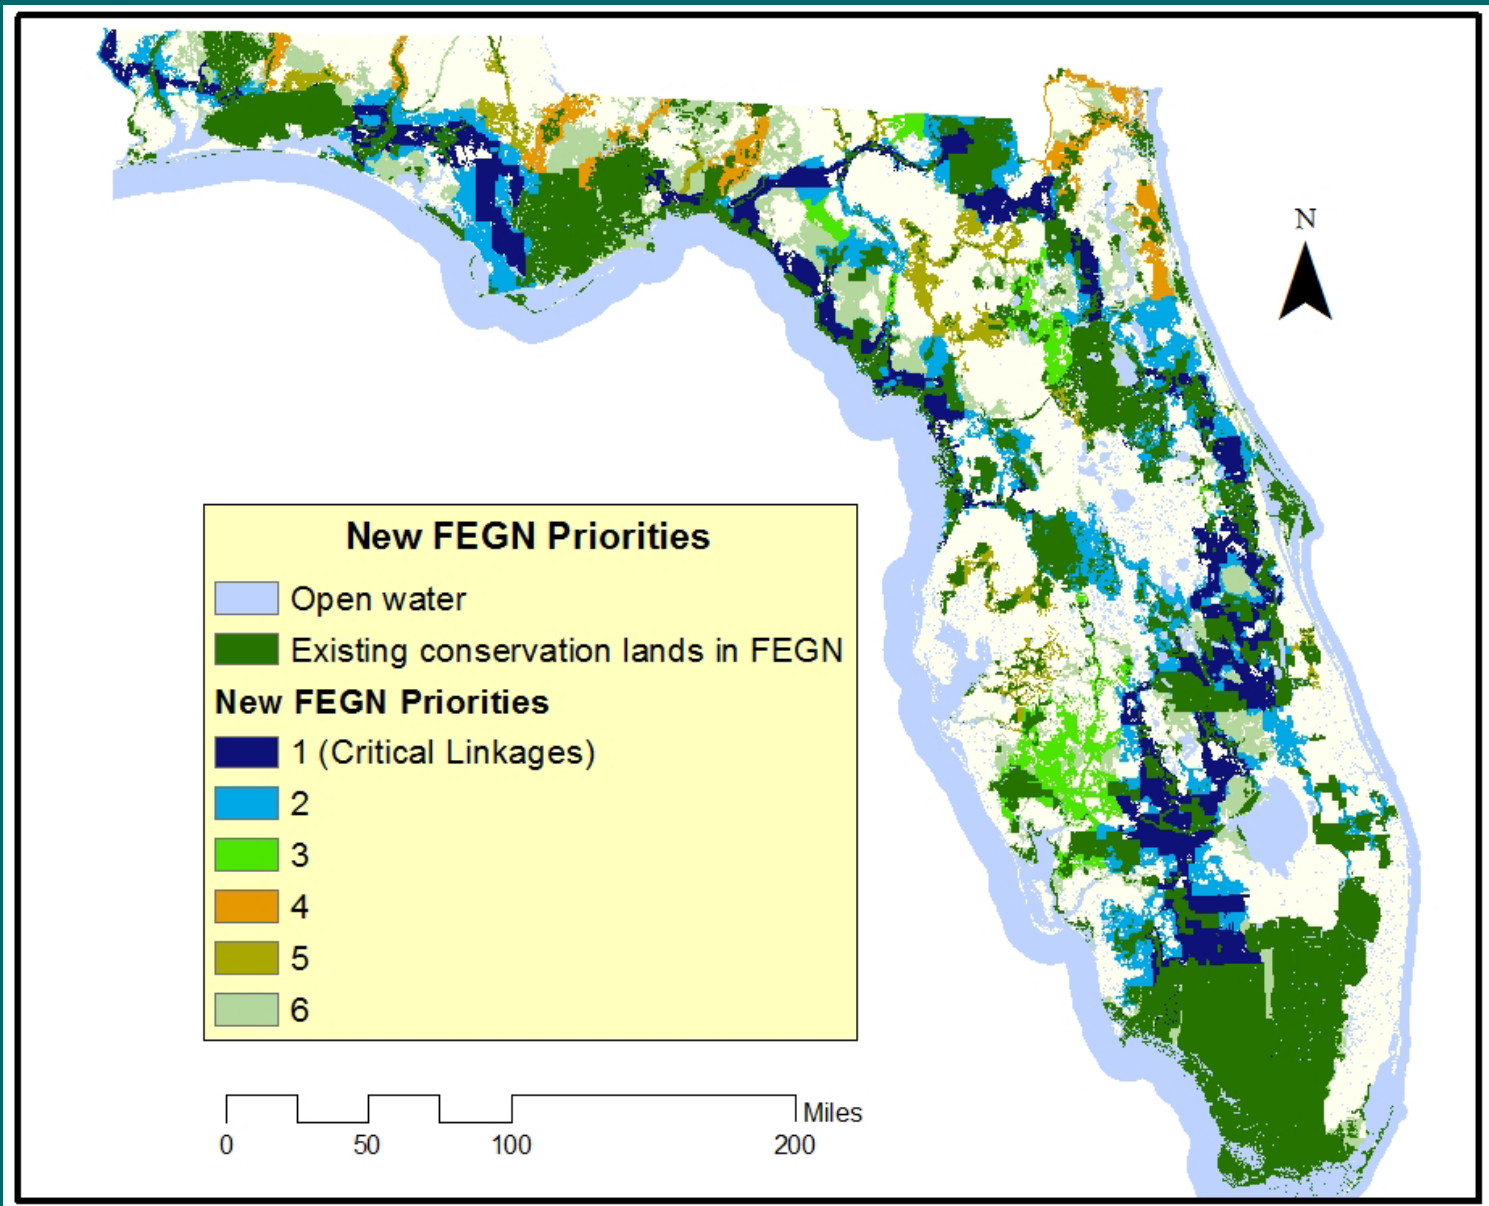 N
New FEGN Priorities
Open water
Existing conservation lands in FEGN
New FEGN Priorities
1 (Critical Linkages)
2
3
4
5
6
Miles
0 50 100 200